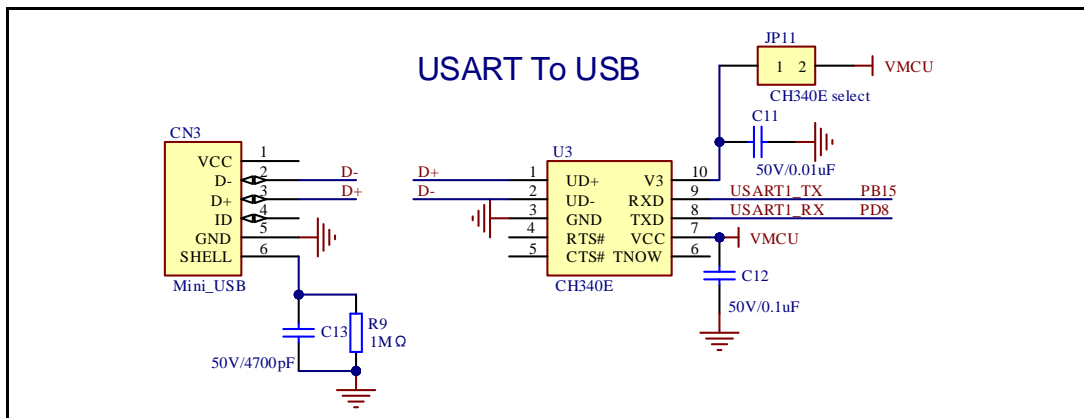 USART To USB
JP11
1 2
VMCU
CH340E select
C11
50V/0.01uF
CN3
VCC 1
D- 2
D+ 3
ID 4
GND 5
SHELL 6
Mini_USB
D-
D+
D+
D-
U3
1 UD+
2 UD-
3 GND
4 RTS#
5 CTS#
V3 10
RXD 9
TXD 8
VCC 7
TNOW 6
CH340E
USART1_TX PB15
USART1_RX PD8
VMCU
C12
50V/0.1uF
C13
50V/4700pF
R9
1MΩ